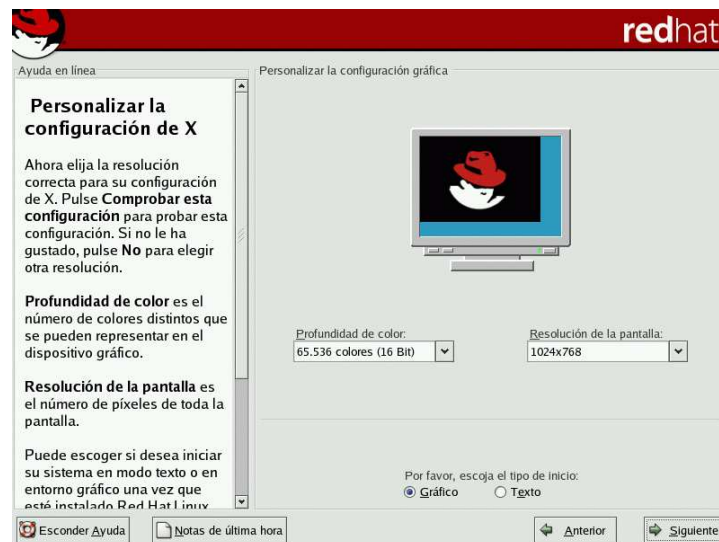 redhat
Ayuda en línea
Personalizar la
configuración de X
Ahora elija la resolución
correcta para su configuración
de X. Pulse Comprobar esta
configuración para probar esta
configuración. Si no le ha
gustado, pulse No para elegir
otra resolución.
Profundidad de color es el
número de colores distintos que
se pueden representar en el
dispositivo gráfico.
Resolución de la pantalla es
el número de píxeles de toda la
pantalla.
Puede escoger si desea iniciar
su sistema en modo texto o en
entorno gráfico una vez que
esté instalado Red Hat Linux
Personalizar la configuración gráfica
Profundidad de color:
65.536 colores (16 Bit)
Resolución de la pantalla:
1024x768
Por favor, escoja el tipo de inicio:
Gráfico
Texto
Esconder Ayuda
Notas de última hora
Anterior
Siguiente